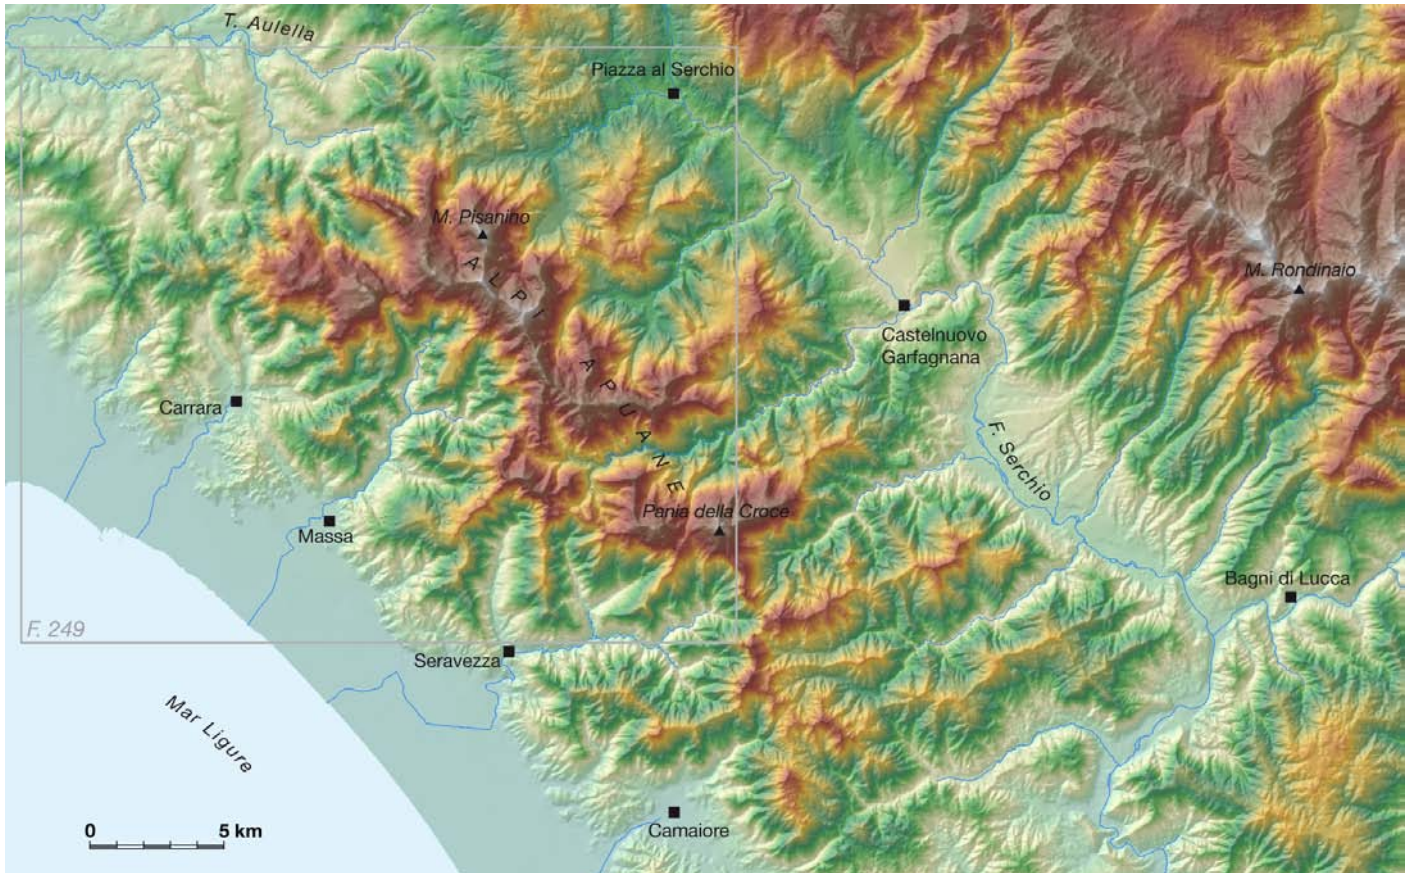 T. Aulella
Piazza al Serchio
M. Pisanino
ALPI APUANE
M. Rondinaio
Castelnuovo
Garfagnana
Carrara
F. Serchio
Pania della Croce
Massa
Bagni di Lucca
F. 249
Seravezza
Mar Ligure
0 5 km
Camaiore